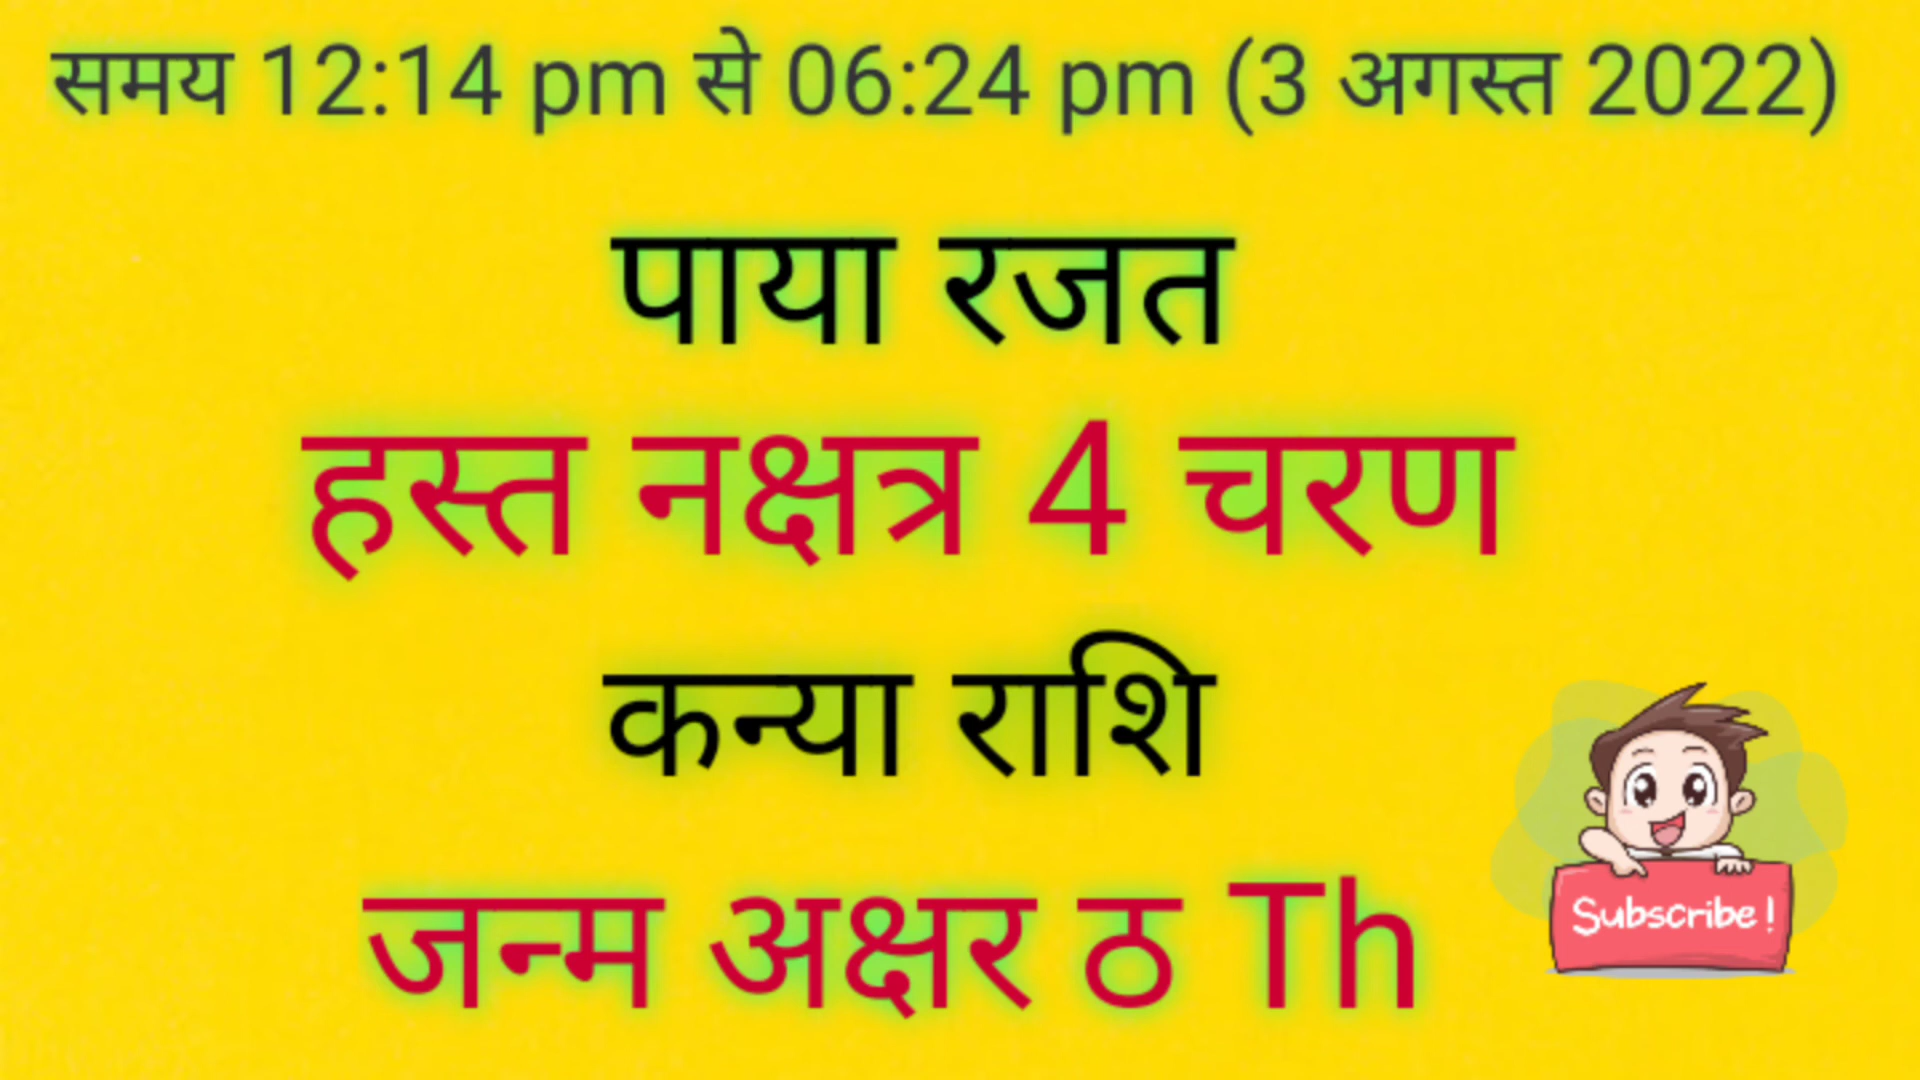 समय 12:14 pm से 06:24 pm (3 अगस्त 2022)
पाया रजत
हस्त नक्षत्र 4 चरण
कन्या राशि
जन्म अक्षर ठ Th
Subscribe!